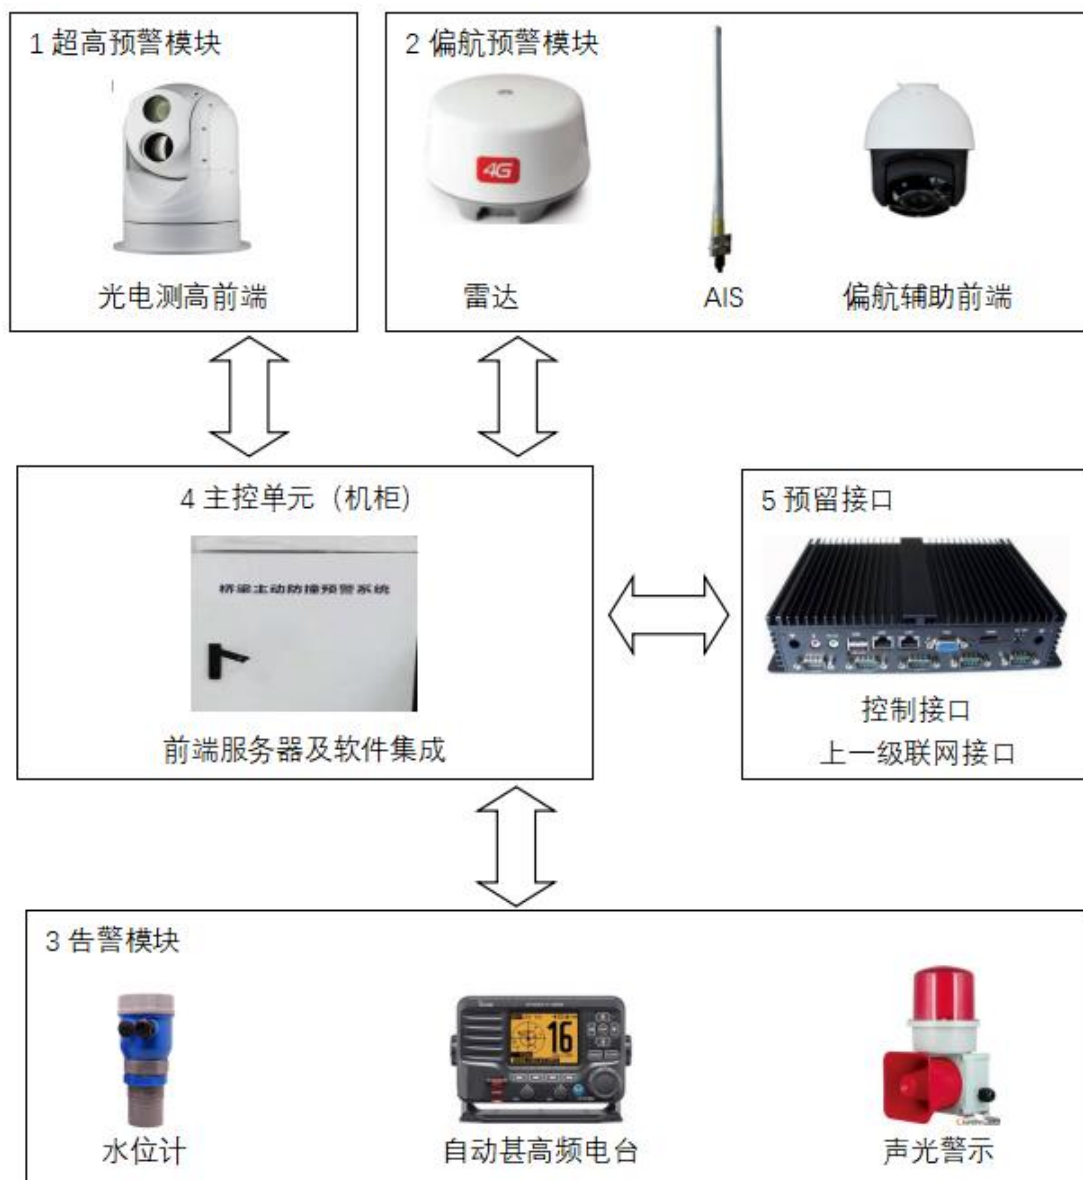 1 超高预警模块
光电测高前端
2 偏航预警模块
4G
雷达
AIS
偏航辅助前端
4 主控单元（机柜）
桥梁主动防撞预警系统
前端服务器及软件集成
5 预留接口
控制接口
上一级联网接口
3 告警模块
16
水位计
自动甚高频电台
声光警示